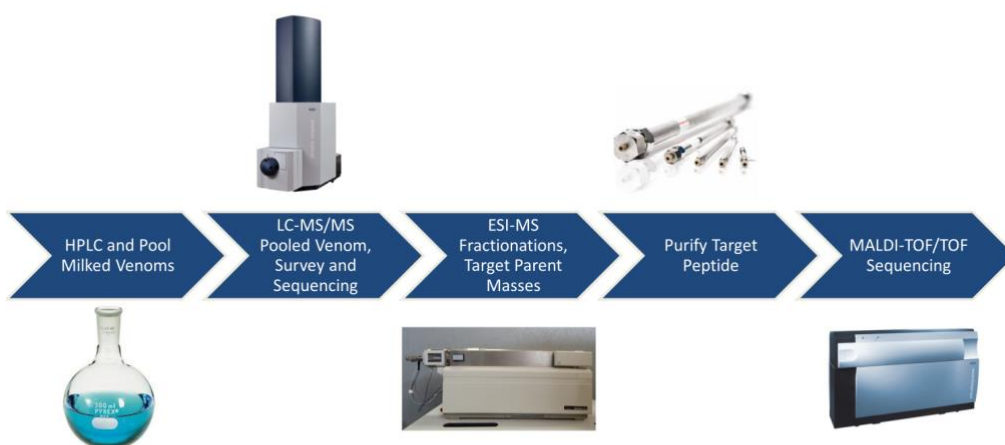 HPLC and Pool
Milked Venoms
LC-MS/MS
Pooled Venom,
Survey and
Sequencing
ESI-MS
Fractionations,
Target Parent
Masses
Purify Target
Peptide
MALDI-TOF/TOF
Sequencing
PYREX